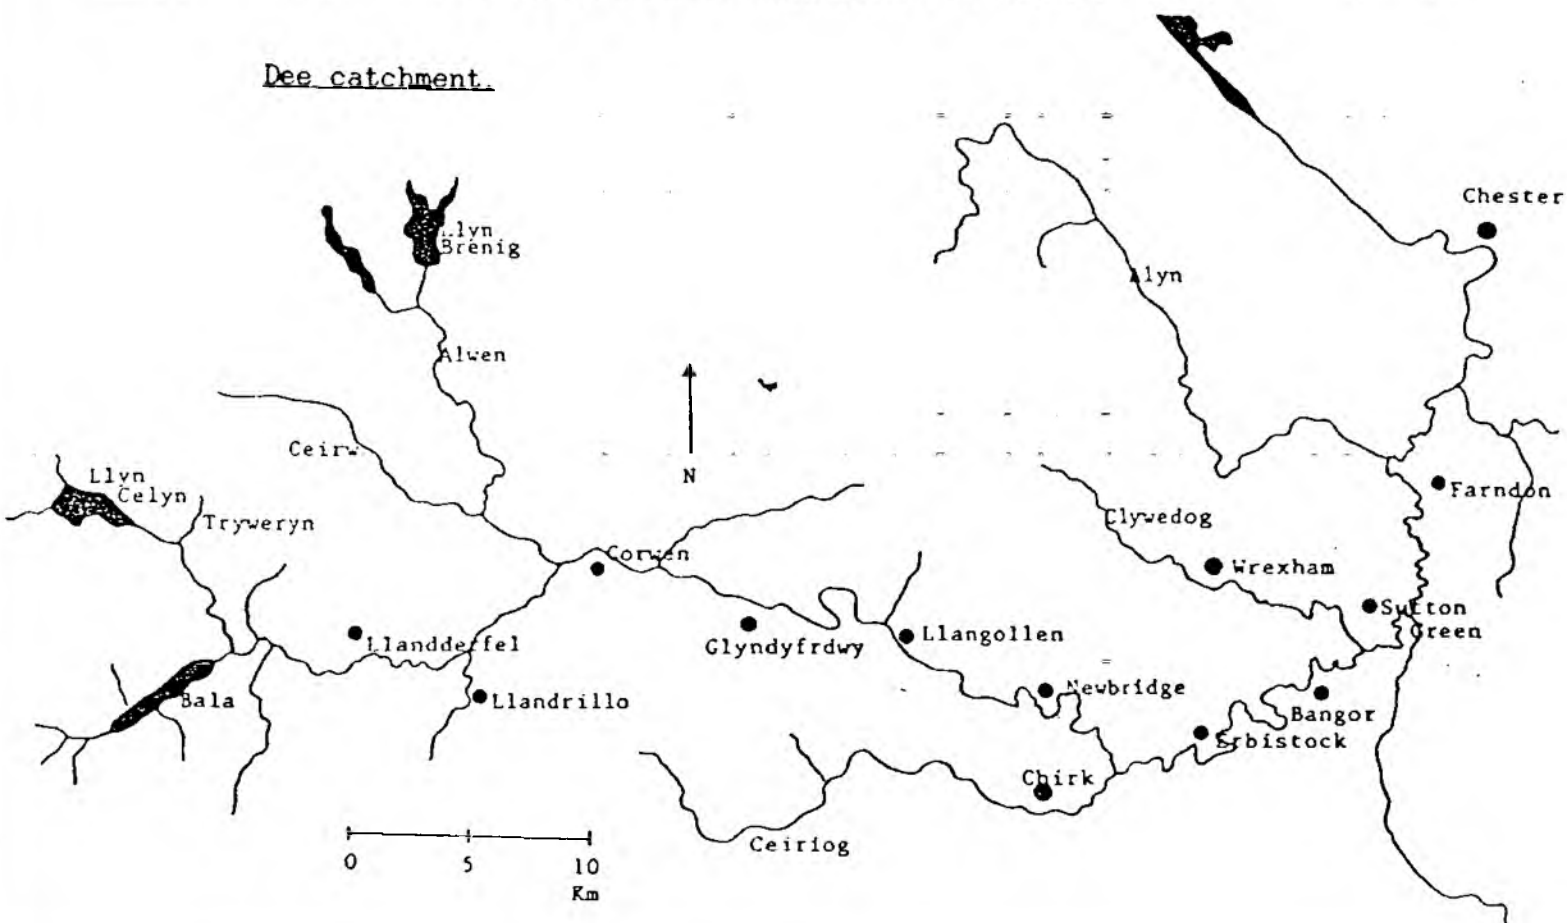 Dee catchment.
Chester
Llyn
Brenig
Alyn
Alwen
Ceirw
N
Llyn
Celyn
Tryweryn
Farndon
Clywedog
Corwen
Wrexham
Sutton
Green
Llandderfel
Glyndyfrdwy
Llangollen
Bala
Llandrillo
Newbridge
Bangor
Erbistock
Chirk
Ceiriog
0 5 10
Km